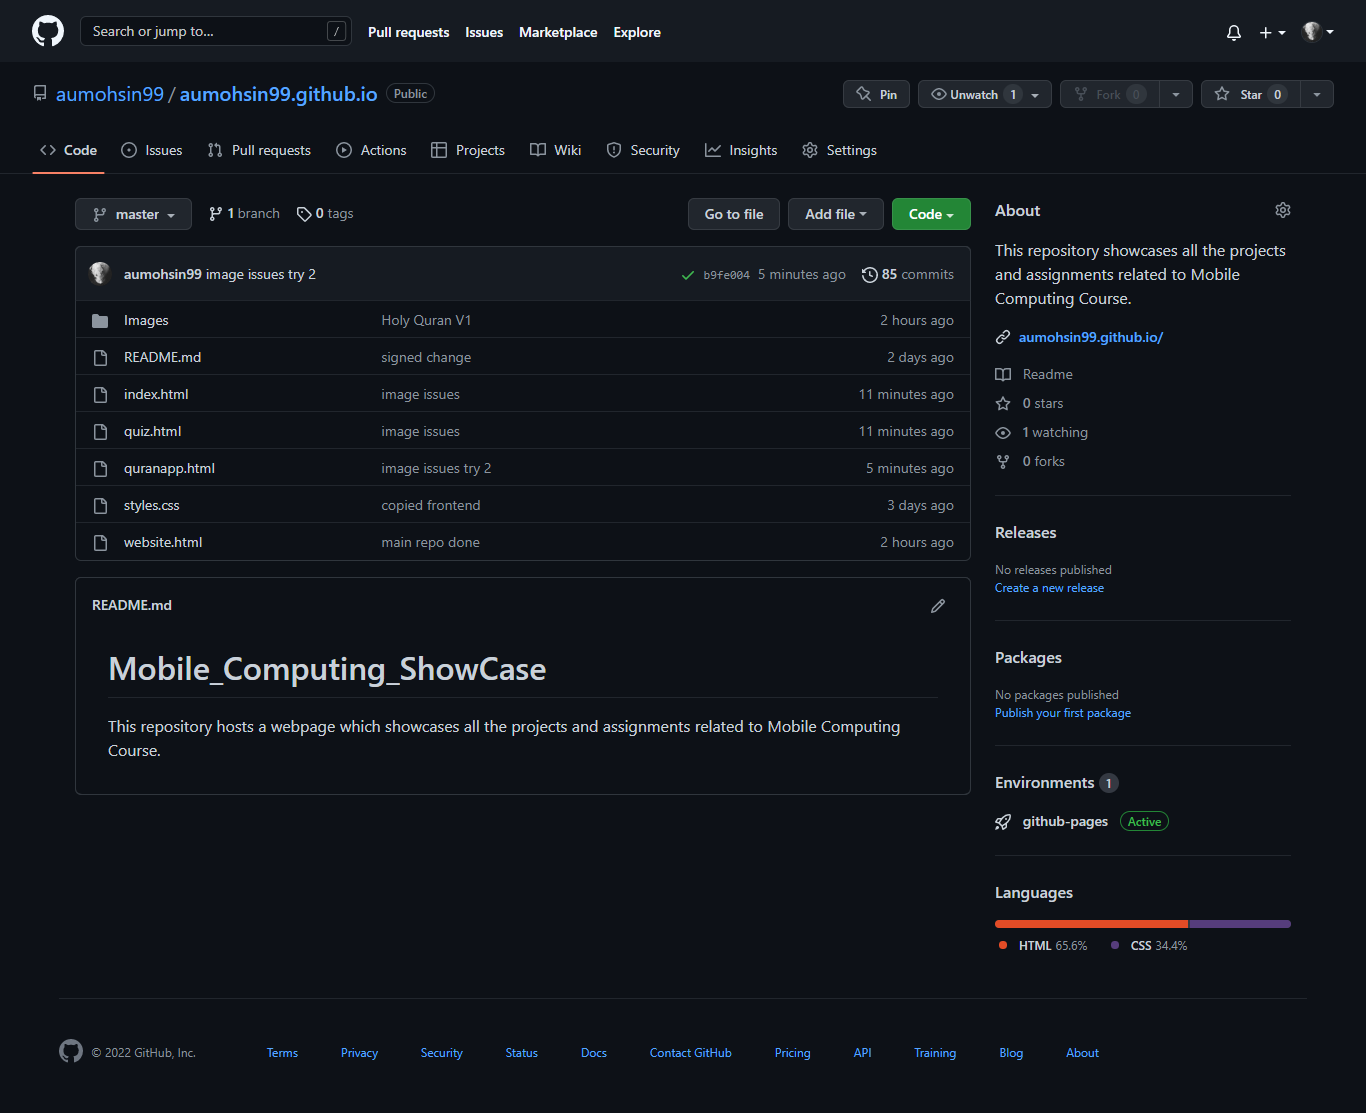 Search or jump to... /
Pull requests Issues Marketplace Explore
aumohsin99 / aumohsin99.github.io Public
Pin Unwatch 1 Fork 0 Star 0
Code Issues Pull requests Actions Projects Wiki Security Insights Settings
master 1 branch 0 tags Go to file Add file Code
aumohsin99 image issues try 2 b9fe004 5 minutes ago 85 commits
Images Holy Quran V1 2 hours ago
README.md signed change 2 days ago
index.html image issues 11 minutes ago
quiz.html image issues 11 minutes ago
quranapp.html image issues try 2 5 minutes ago
styles.css copied frontend 3 days ago
website.html main repo done 2 hours ago
README.md
Mobile_Computing_ShowCase
This repository hosts a webpage which showcases all the projects and assignments related to Mobile Computing
Course.
About
This repository showcases all the projects
and assignments related to Mobile
Computing Course.
aumohsin99.github.io/
Readme
0 stars
1 watching
0 forks
Releases
No releases published
Create a new release
Packages
No packages published
Publish your first package
Environments 1
github-pages Active
Languages
HTML 65.6% CSS 34.4%
© 2022 GitHub, Inc. Terms Privacy Security Status Docs Contact GitHub Pricing API Training Blog About